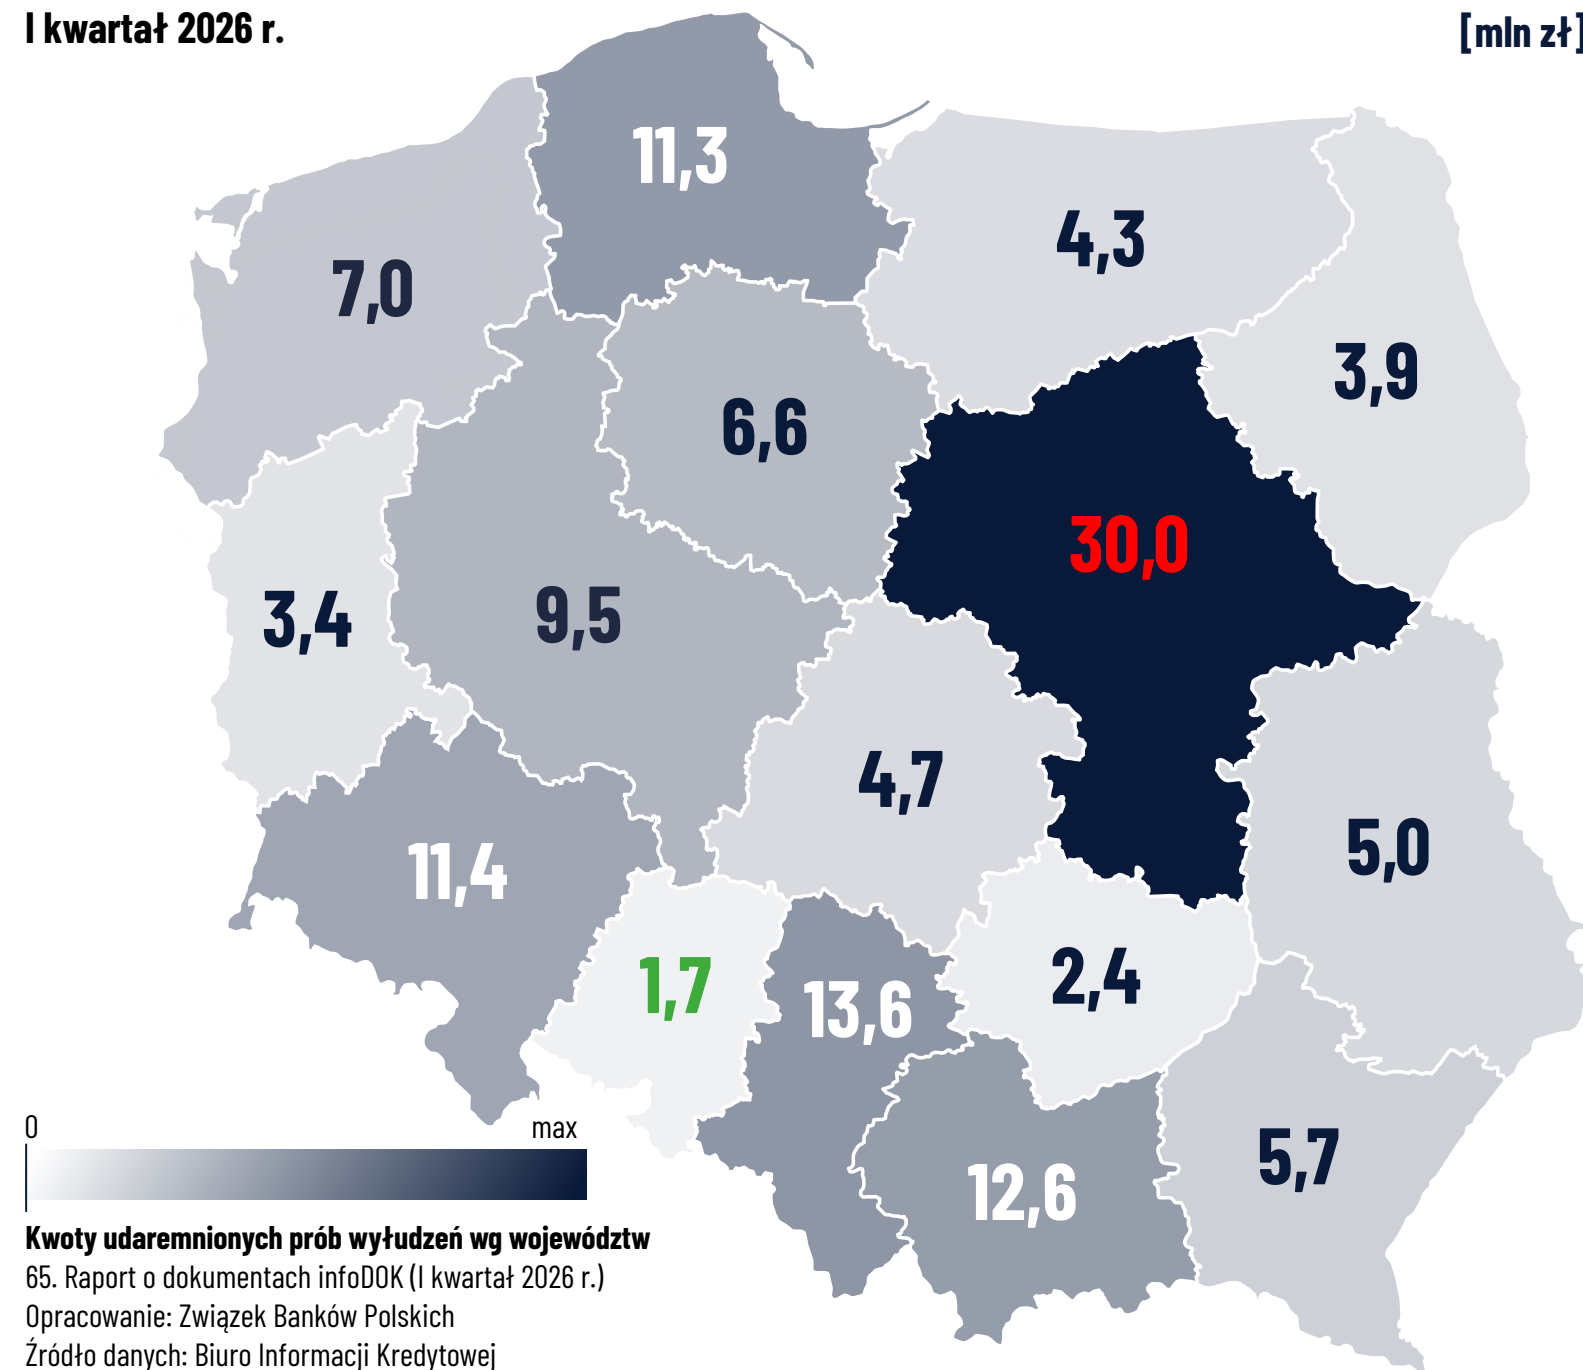 I kwartał 2026 r.
[mln zł]
11,3
4,3
7,0
3,9
6,6
30,0
3,4
9,5
4,7
5,0
11,4
1,7
13,6
2,4
5,7
12,6
0 max
Kwoty udaremnionych prób wyłudzeń wg województw
65. Raport o dokumentach infoDOK (I kwartał 2026 r.)
Opracowanie: Związek Banków Polskich
Źródło danych: Biuro Informacji Kredytowej